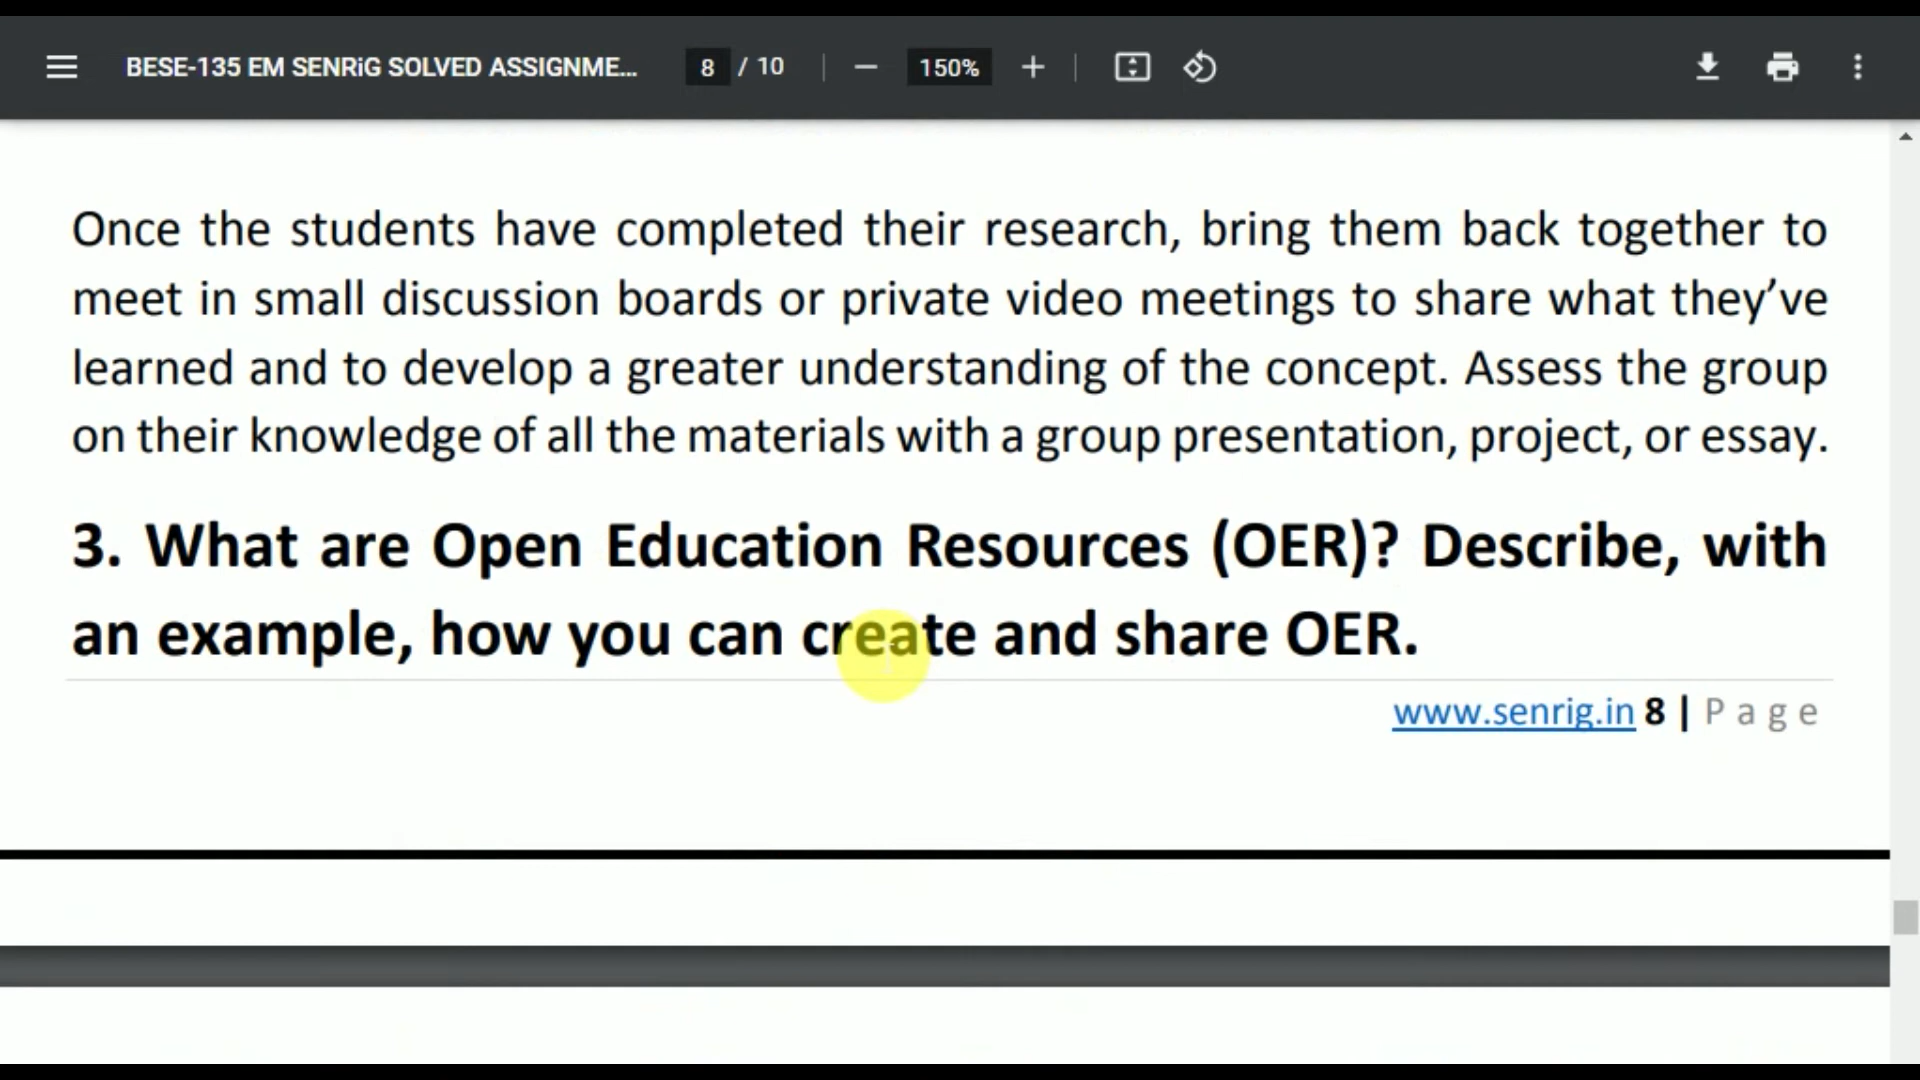 BESE-135 EM SENRiG SOLVED ASSIGNME... 8 / 10 150%
Once the students have completed their research, bring them back together to
meet in small discussion boards or private video meetings to share what they’ve
learned and to develop a greater understanding of the concept. Assess the group
on their knowledge of all the materials with a group presentation, project, or essay.
3. What are Open Education Resources (OER)? Describe, with
an example, how you can create and share OER.
www.senrig.in 8 | Page